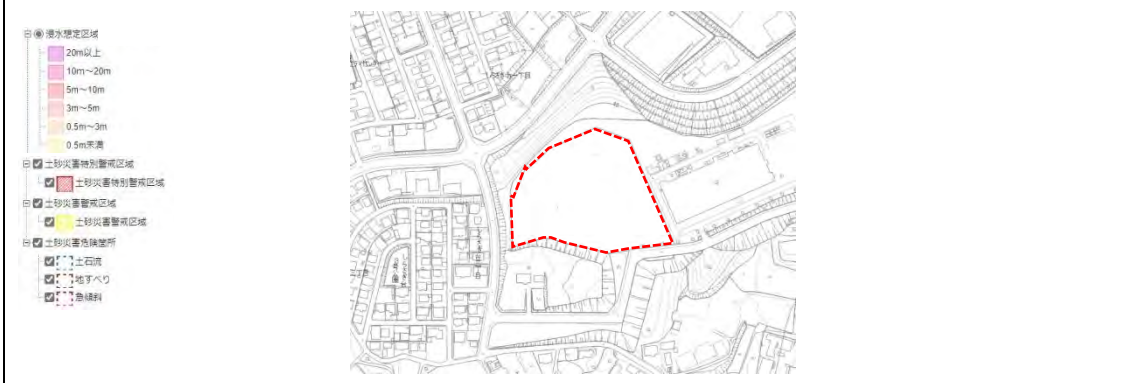 浸水想定区域
20m以上
10m～20m
5m～10m
3m～5m
0.5m～3m
0.5m未満
土砂災害特別警戒区域
土砂災害特別警戒区域
土砂災害警戒区域
土砂災害警戒区域
土砂災害危険箇所
土石流
地すべり
急傾斜